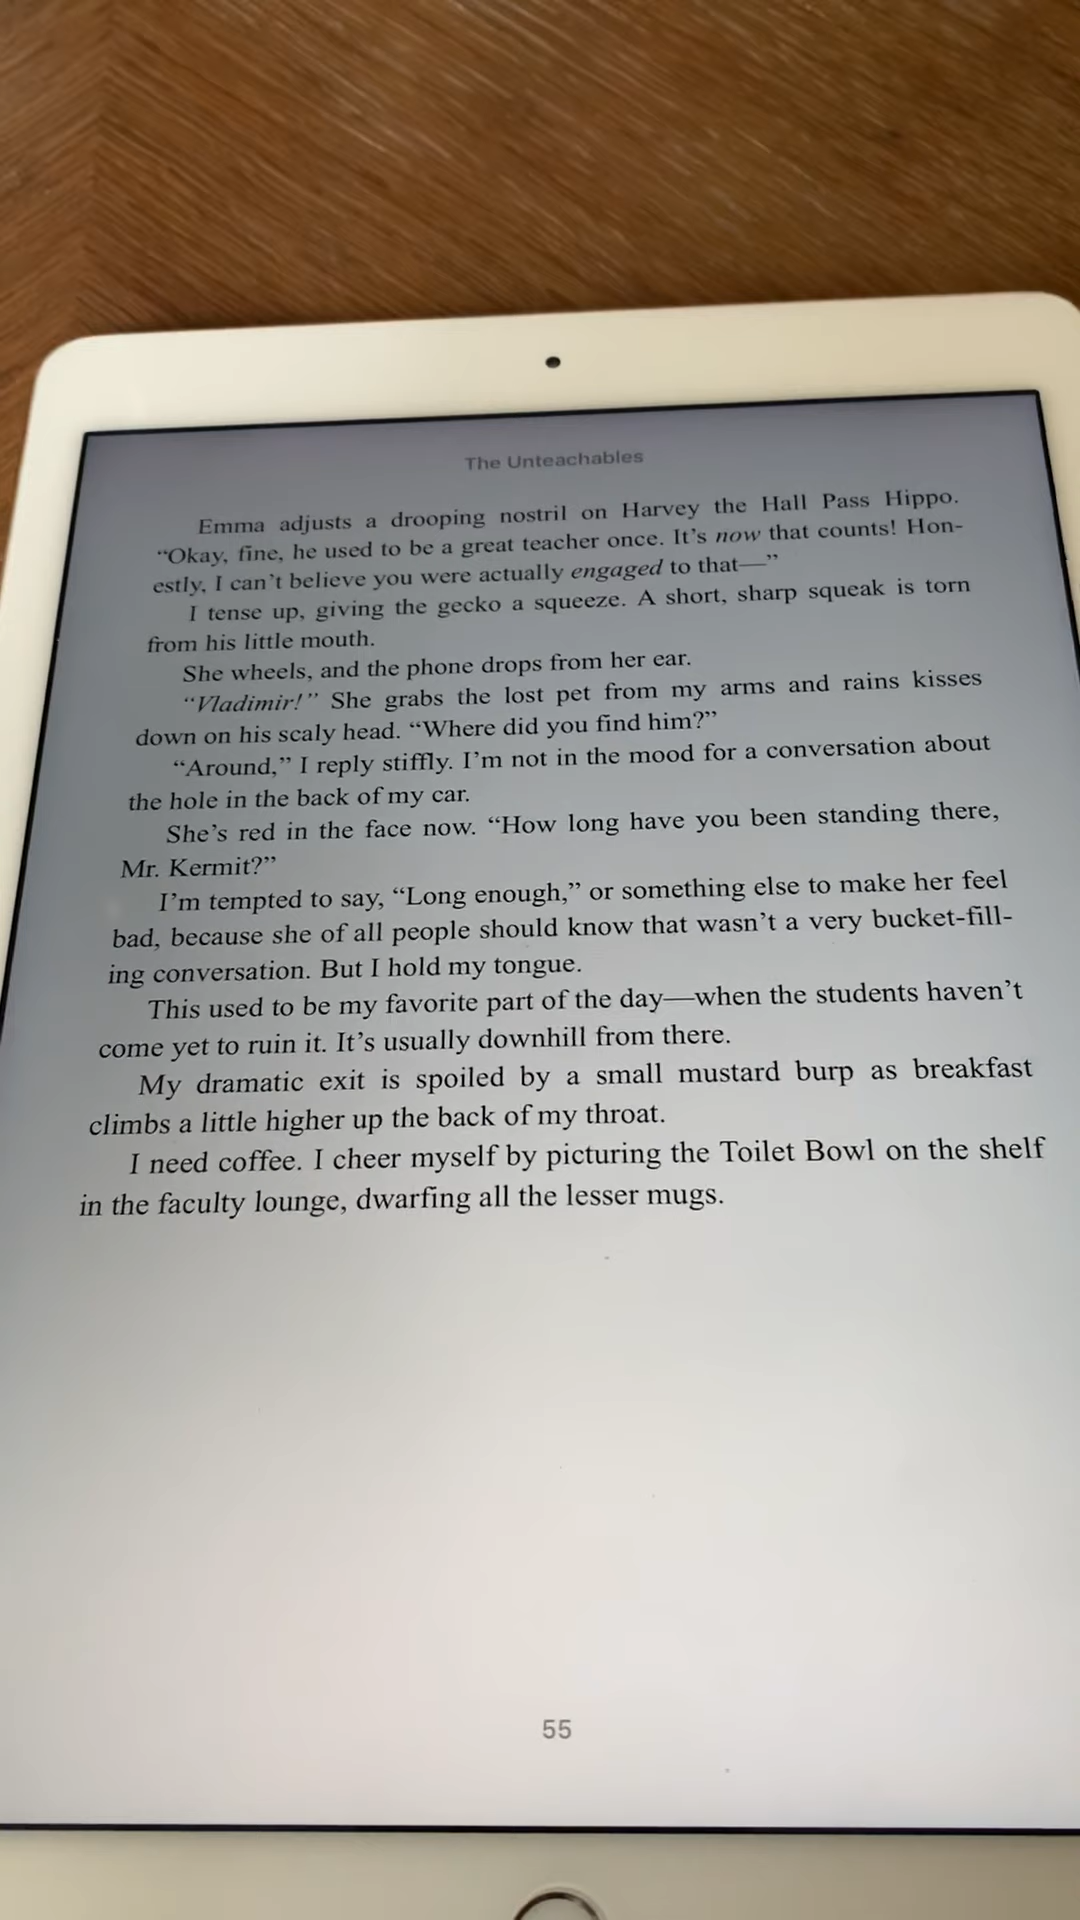 The Unteachables
Emma adjusts a drooping nostril on Harvey the Hall Pass Hippo.
“Okay, fine, he used to be a great teacher once. It’s now that counts! Hon-
estly, I can’t believe you were actually engaged to that—”
I tense up, giving the gecko a squeeze. A short, sharp squeak is torn
from his little mouth.
She wheels, and the phone drops from her ear.
“Vladimir!” She grabs the lost pet from my arms and rains kisses
down on his scaly head. “Where did you find him?”
“Around,” I reply stiffly. I’m not in the mood for a conversation about
the hole in the back of my car.
She’s red in the face now. “How long have you been standing there,
Mr. Kermit?”
I’m tempted to say, “Long enough,” or something else to make her feel
bad, because she of all people should know that wasn’t a very bucket-fill-
ing conversation. But I hold my tongue.
This used to be my favorite part of the day—when the students haven’t
come yet to ruin it. It’s usually downhill from there.
My dramatic exit is spoiled by a small mustard burp as breakfast
climbs a little higher up the back of my throat.
I need coffee. I cheer myself by picturing the Toilet Bowl on the shelf
in the faculty lounge, dwarfing all the lesser mugs.
55